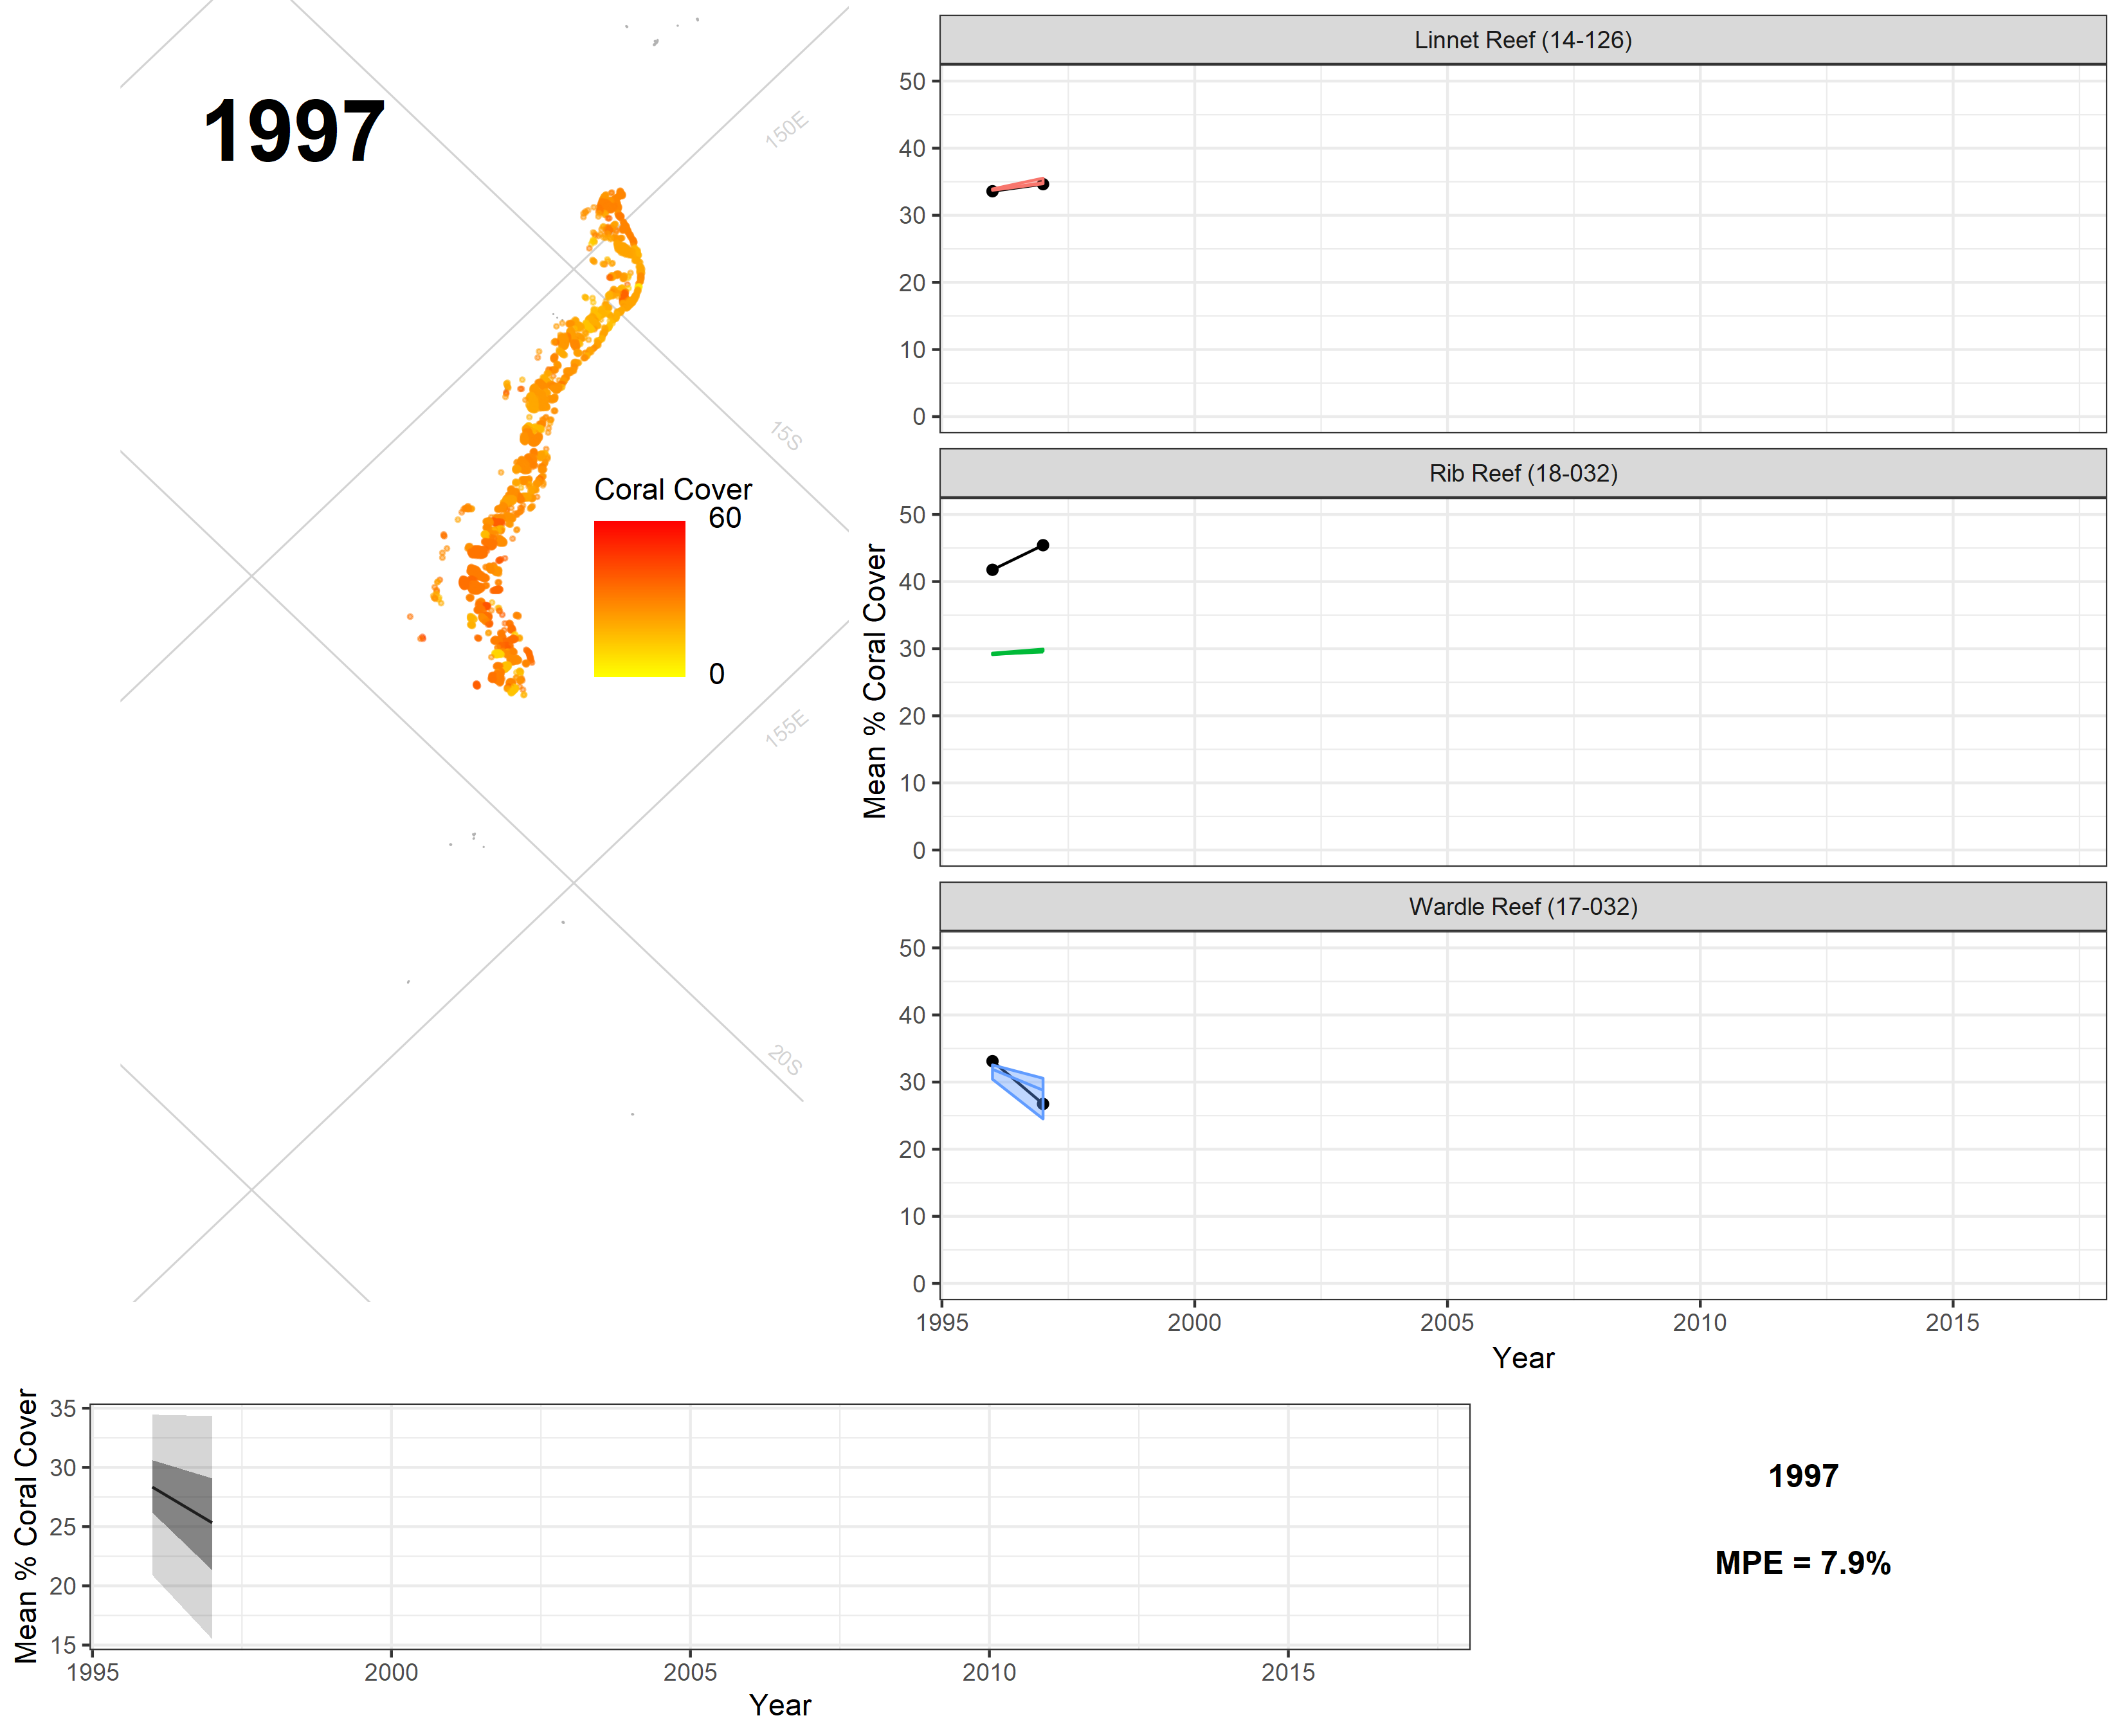 1997
150E
15S
155E
20S
Coral Cover
60
0
Linnet Reef (14-126)
50
40
30
20
10
0
Rib Reef (18-032)
50
40
30
20
10
0
Mean % Coral Cover
Wardle Reef (17-032)
50
40
30
20
10
0
1995 2000 2005 2010 2015
Year
Mean % Coral Cover
35
30
25
20
15
1995 2000 2005 2010 2015
Year
1997
MPE = 7.9%